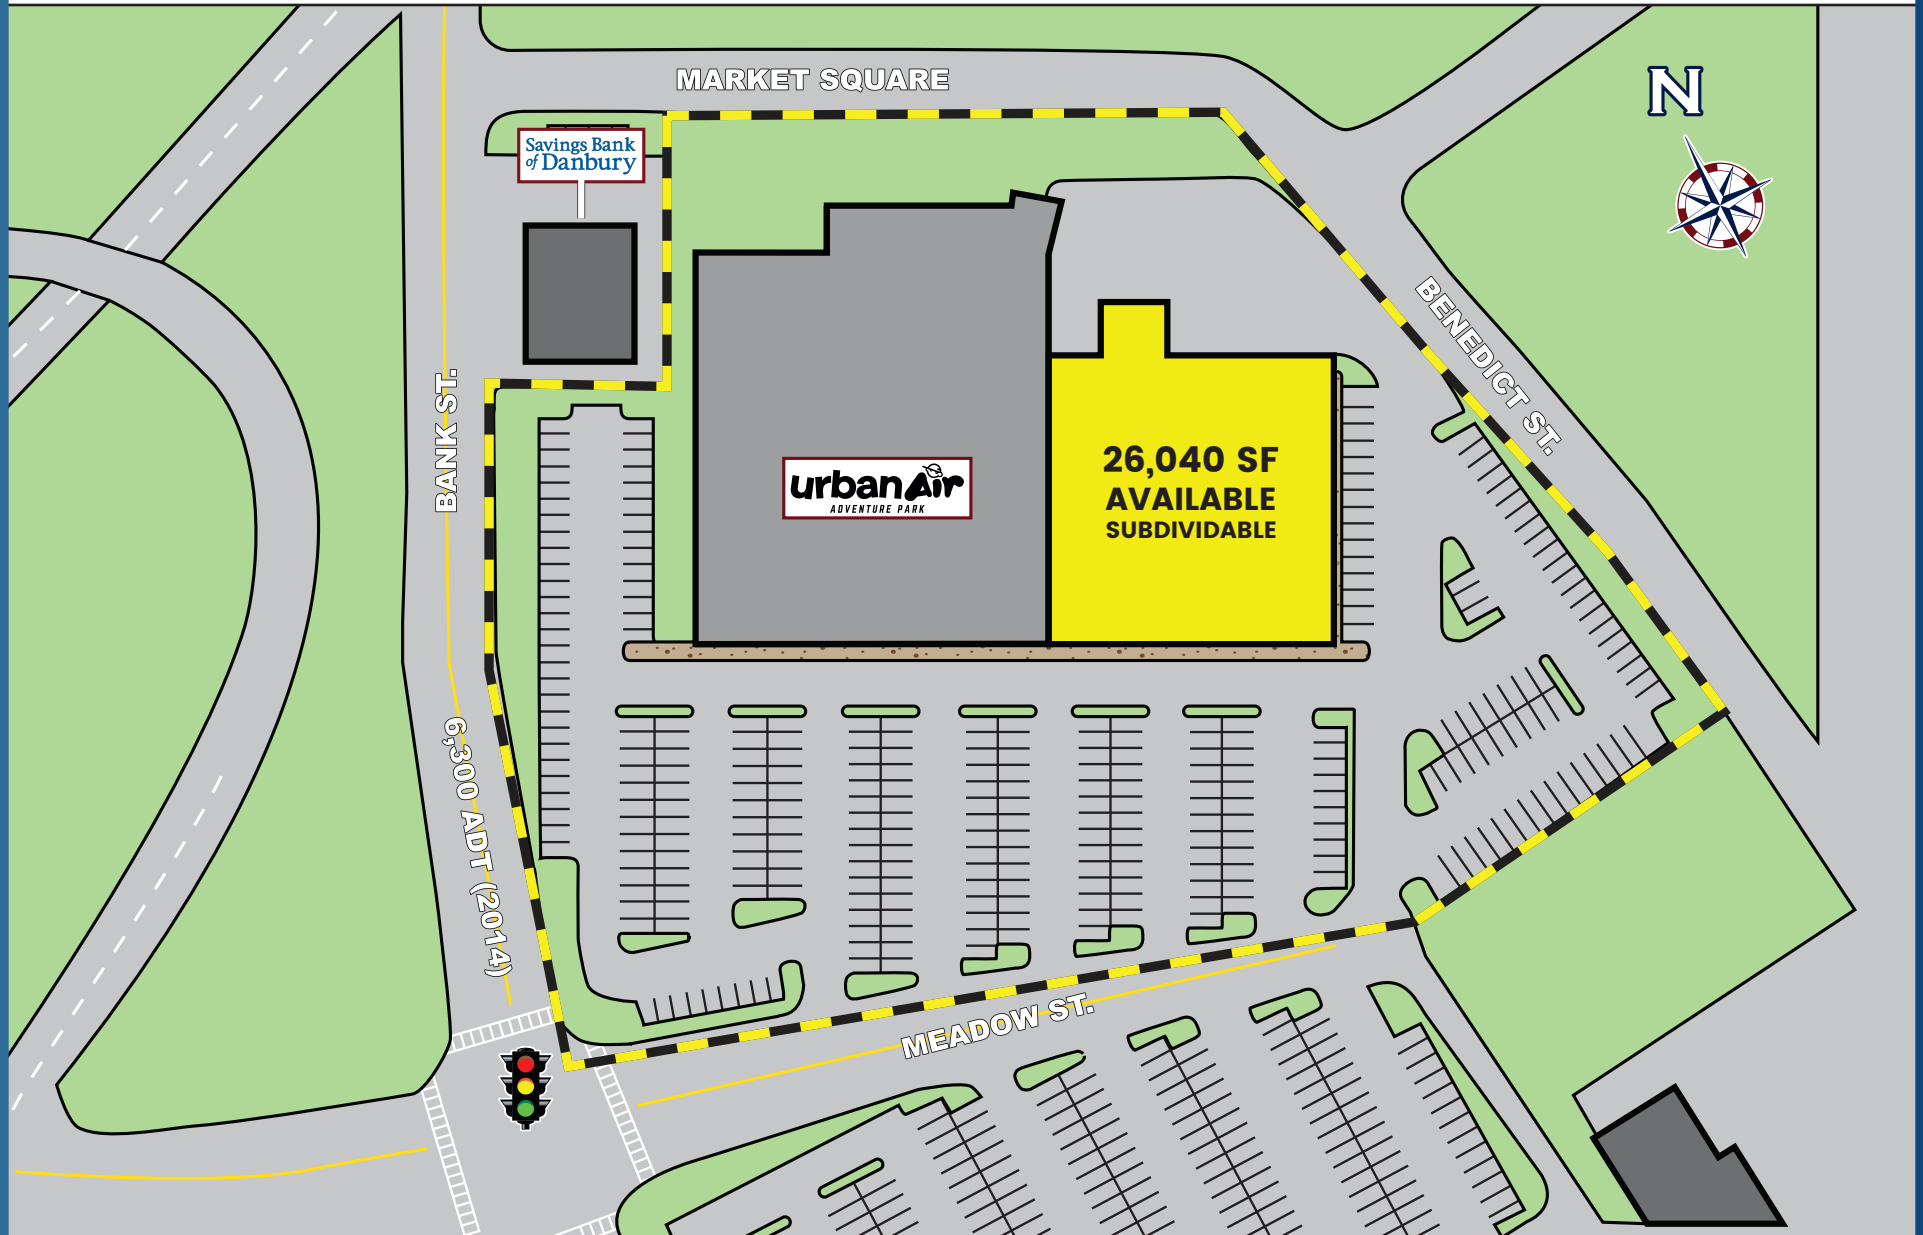 MARKET SQUARE
N
Savings Bank
of Danbury
BENEDICT ST.
BANK ST.
urbanAir
ADVENTURE PARK
26,040 SF
AVAILABLE
SUBDIVIDABLE
6,300 ADT (2014)
MEADOW ST.